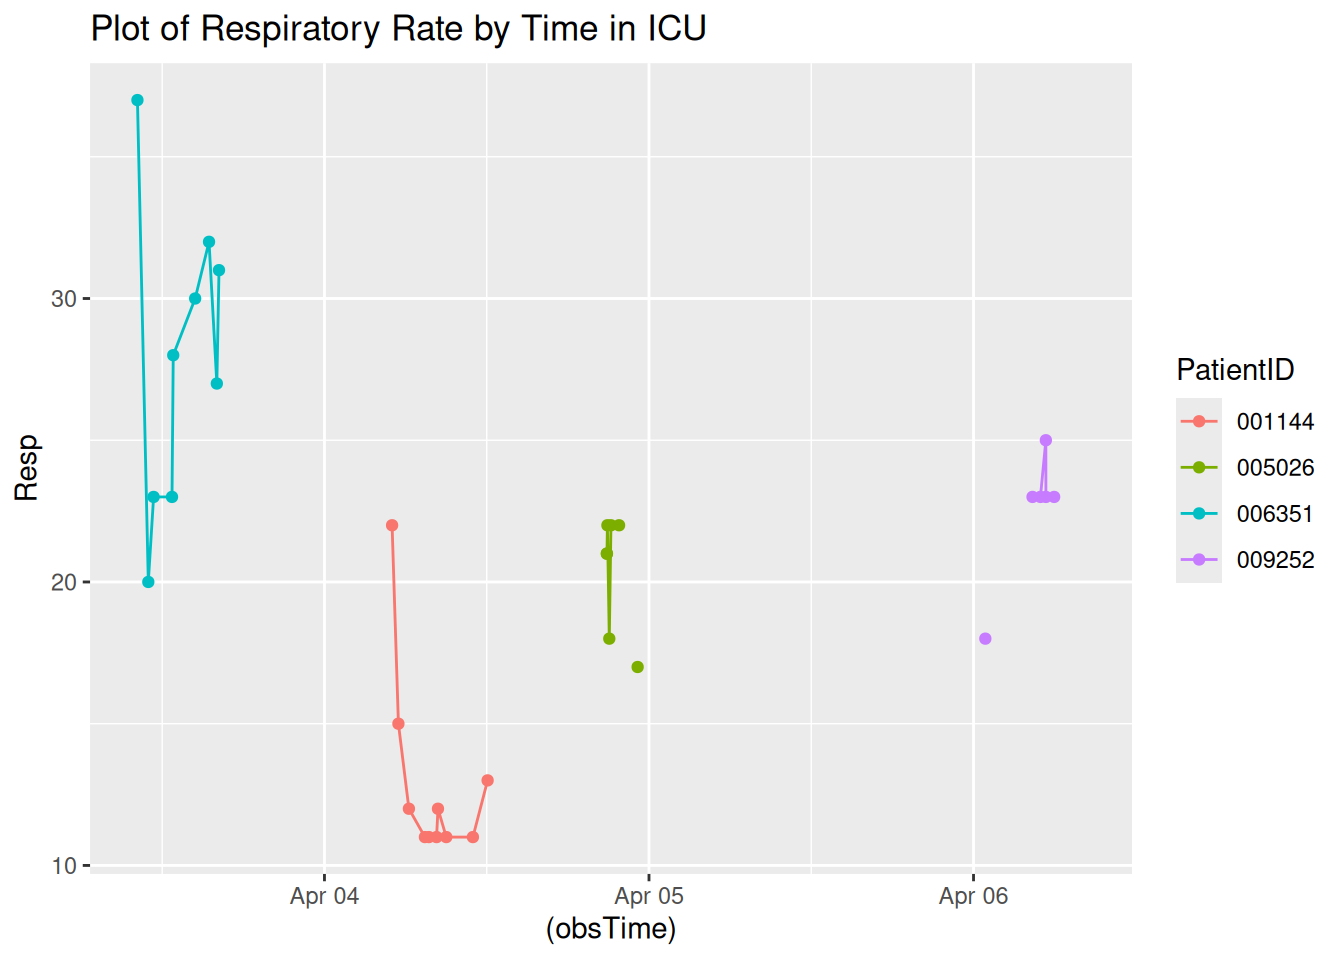 Plot of Respiratory Rate by Time in ICU
Resp
30
20
10
Apr 04
Apr 05
Apr 06
(obsTime)
PatientID
001144
005026
006351
009252